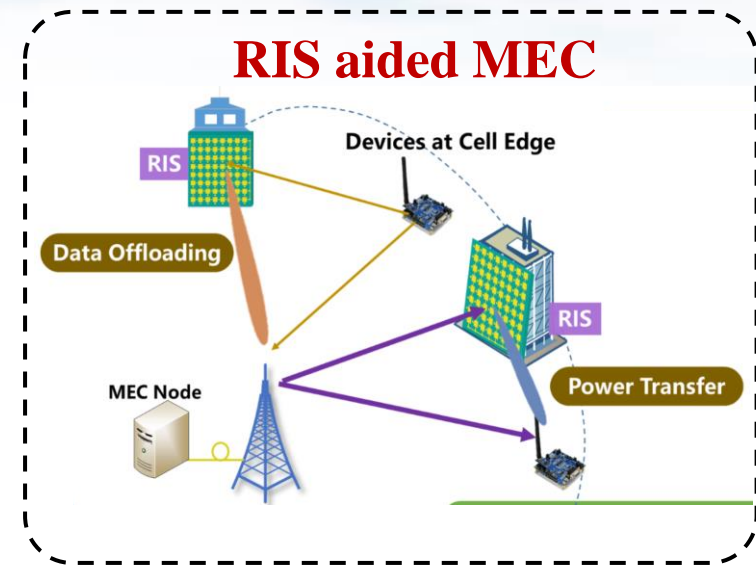 RIS aided MEC
Devices at Cell Edge
RIS
Data Offloading
RIS
Power Transfer
MEC Node